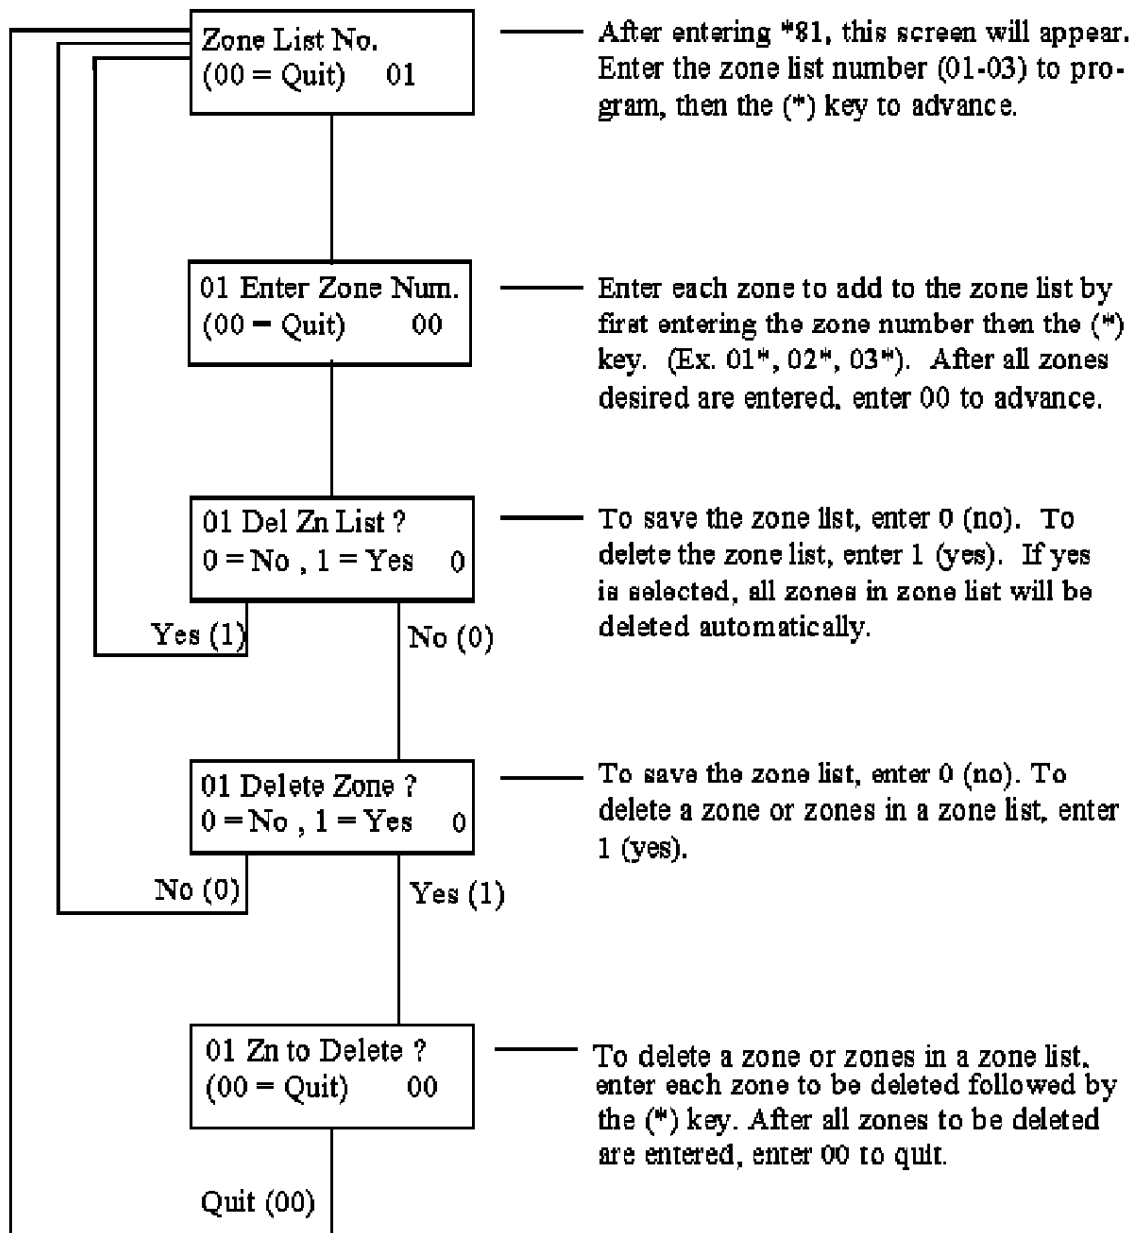 Zone List No.
(00 = Quit) 01
After entering *81, this screen will appear.
Enter the zone list number (01-03) to pro-
gram, then the (*) key to advance.
01 Enter Zone Num.
(00 = Quit) 00
Enter each zone to add to the zone list by
first entering the zone number then the (*)
key. (Ex. 01*, 02*, 03*). After all zones
desired are entered, enter 00 to advance.
01 Del Zn List ?
0 = No , 1 = Yes 0
To save the zone list, enter 0 (no). To
delete the zone list, enter 1 (yes). If yes
is selected, all zones in zone list will be
deleted automatically.
Yes (1)
No (0)
01 Delete Zone ?
0 = No , 1 = Yes 0
To save the zone list, enter 0 (no). To
delete a zone or zones in a zone list, enter
1 (yes).
No (0)
Yes (1)
01 Zn to Delete ?
(00 = Quit) 00
To delete a zone or zones in a zone list,
enter each zone to be deleted followed by
the (*) key. After all zones to be deleted
are entered, enter 00 to quit.
Quit (00)